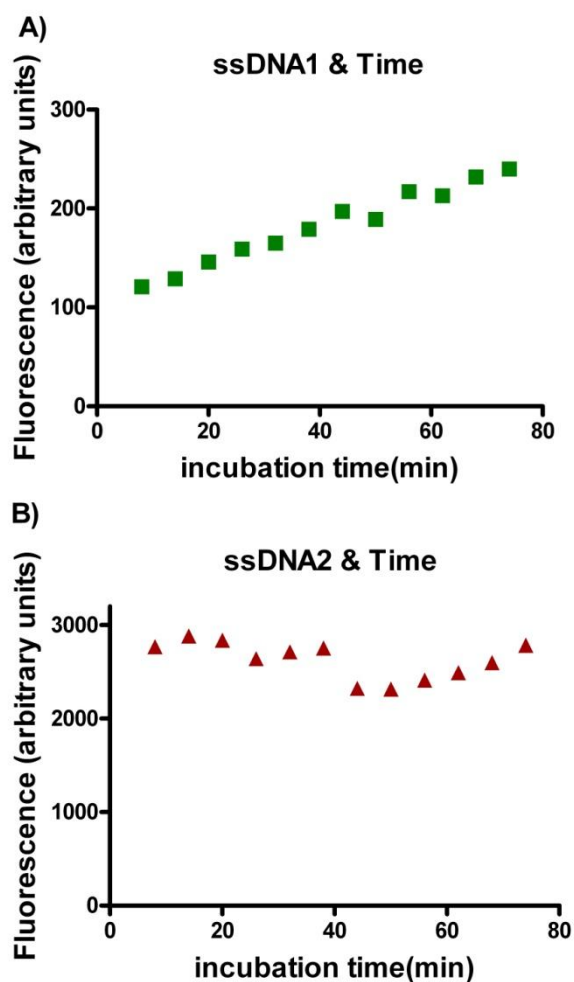 A)
ssDNA1 & Time
Fluorescence (arbitrary units)
300
200
100
0
0 20 40 60 80
incubation time(min)
B)
ssDNA2 & Time
Fluorescence (arbitrary units)
3000
2000
1000
0
0 20 40 60 80
incubation time(min)